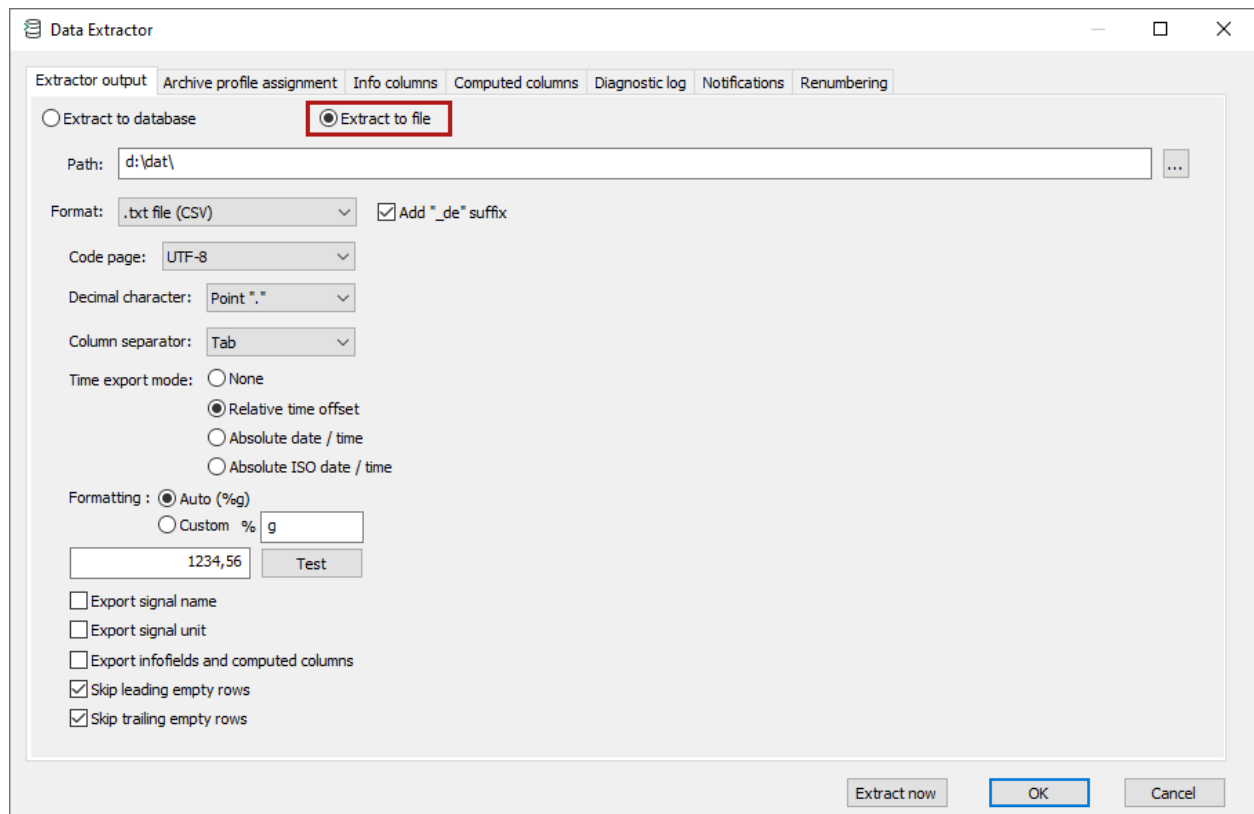 Data Extractor
Extractor output Archive profile assignment Info columns Computed columns Diagnostic log Notifications Renumbering
Extract to database Extract to file
Path: d:\dat\ ...
Format: .txt file (CSV) Add "_de" suffix
Code page: UTF-8
Decimal character: Point "."
Column separator: Tab
Time export mode: None
Relative time offset
Absolute date / time
Absolute ISO date / time
Formatting : Auto (%g)
Custom % g
1234,56 Test
Export signal name
Export signal unit
Export infofields and computed columns
Skip leading empty rows
Skip trailing empty rows
Extract now OK Cancel